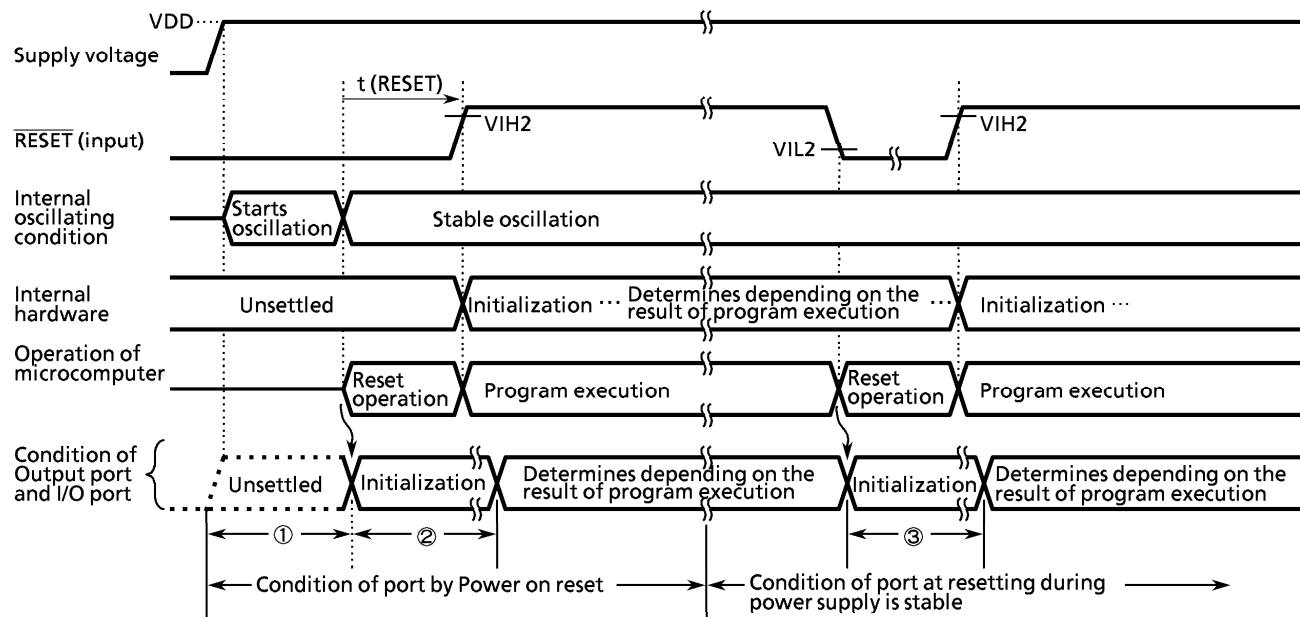 VDD
Supply voltage
t (RESET)
RESET (input)
VIH2
VIL2
VIH2
Internal
oscillating
condition
Starts
oscillation
Stable oscillation
Internal
hardware
Unsettled
Initialization ···
Determines depending on the
result of program execution
···
Initialization ···
Operation of
microcomputer
Reset
operation
Program execution
Reset
operation
Program execution
Condition of
Output port
and I/O port
Unsettled
Initialization
Determines depending on the
result of program execution
Initialization
Determines depending on the
result of program execution
①
②
③
Condition of port by Power on reset
Condition of port at resetting during
power supply is stable